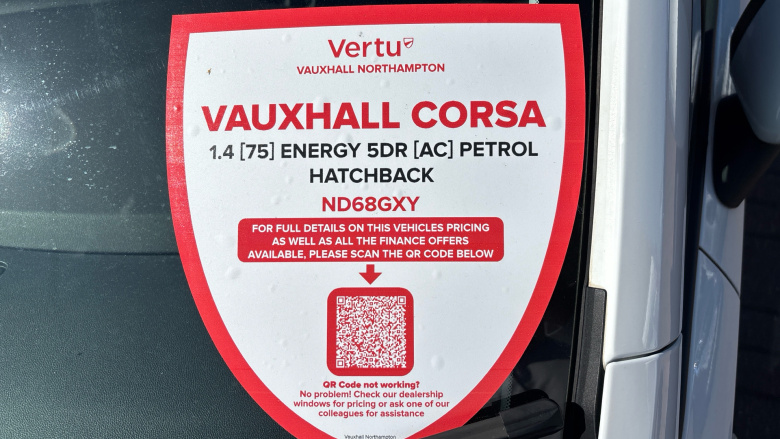 Vertu
VAUXHALL NORTHAMPTON
VAUXHALL CORSA
1.4 [75] ENERGY 5DR [AC] PETROL
HATCHBACK
ND68GXY
FOR FULL DETAILS ON THIS VEHICLES PRICING
AS WELL AS ALL THE FINANCE OFFERS
AVAILABLE, PLEASE SCAN THE QR CODE BELOW
QR Code not working?
No problem! Check our dealership
windows for pricing or ask one of our
colleagues for assistance
Vauxhall Northampton